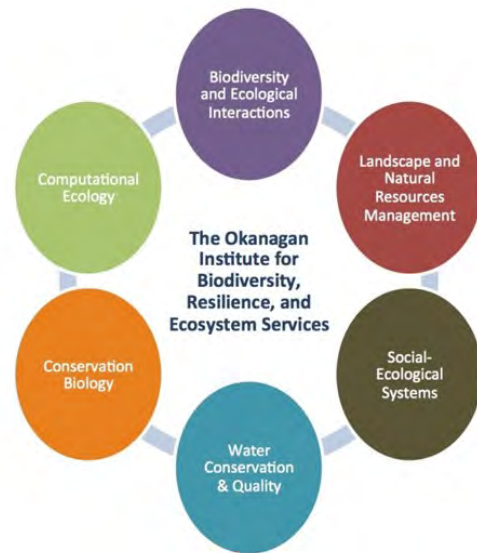 Biodiversity
and Ecological
Interactions
Landscape and
Natural
Resources
Management
Social-
Ecological
Systems
Water
Conservation
& Quality
Conservation
Biology
Computational
Ecology
The Okanagan
Institute for
Biodiversity,
Resilience, and
Ecosystem Services